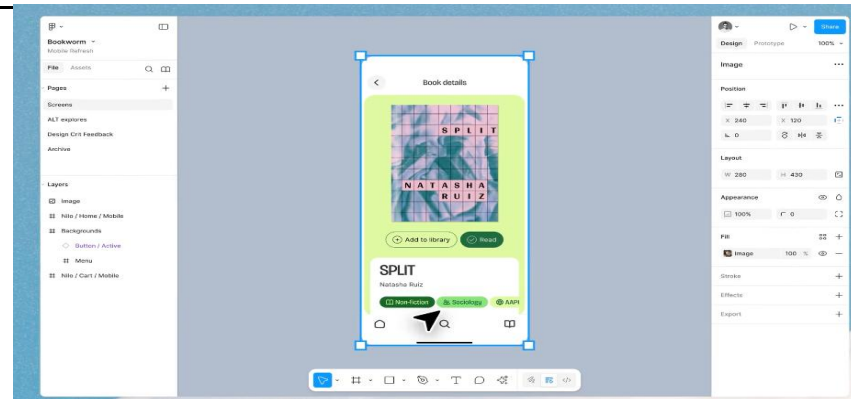 Bookworm
Mobile Refresh
File Assets
Pages
Screens
ALT explores
Design Crit Feedback
Archive
Layers
Image
Nilo / Home / Mobile
Backgrounds
Button / Active
Menu
Nilo / Cart / Mobile
Book details
SPLIT
NATASHA
RUIZ
Add to library
Read
SPLIT
Natasha Ruiz
Non-fiction
Sociology
AAPI
Share
Design Prototype 100%
Image
Position
X 240 X 120
0
Layout
W 280 H 430
Appearance
100% 0
Fill
Image 100 %
Stroke
Effects
Export